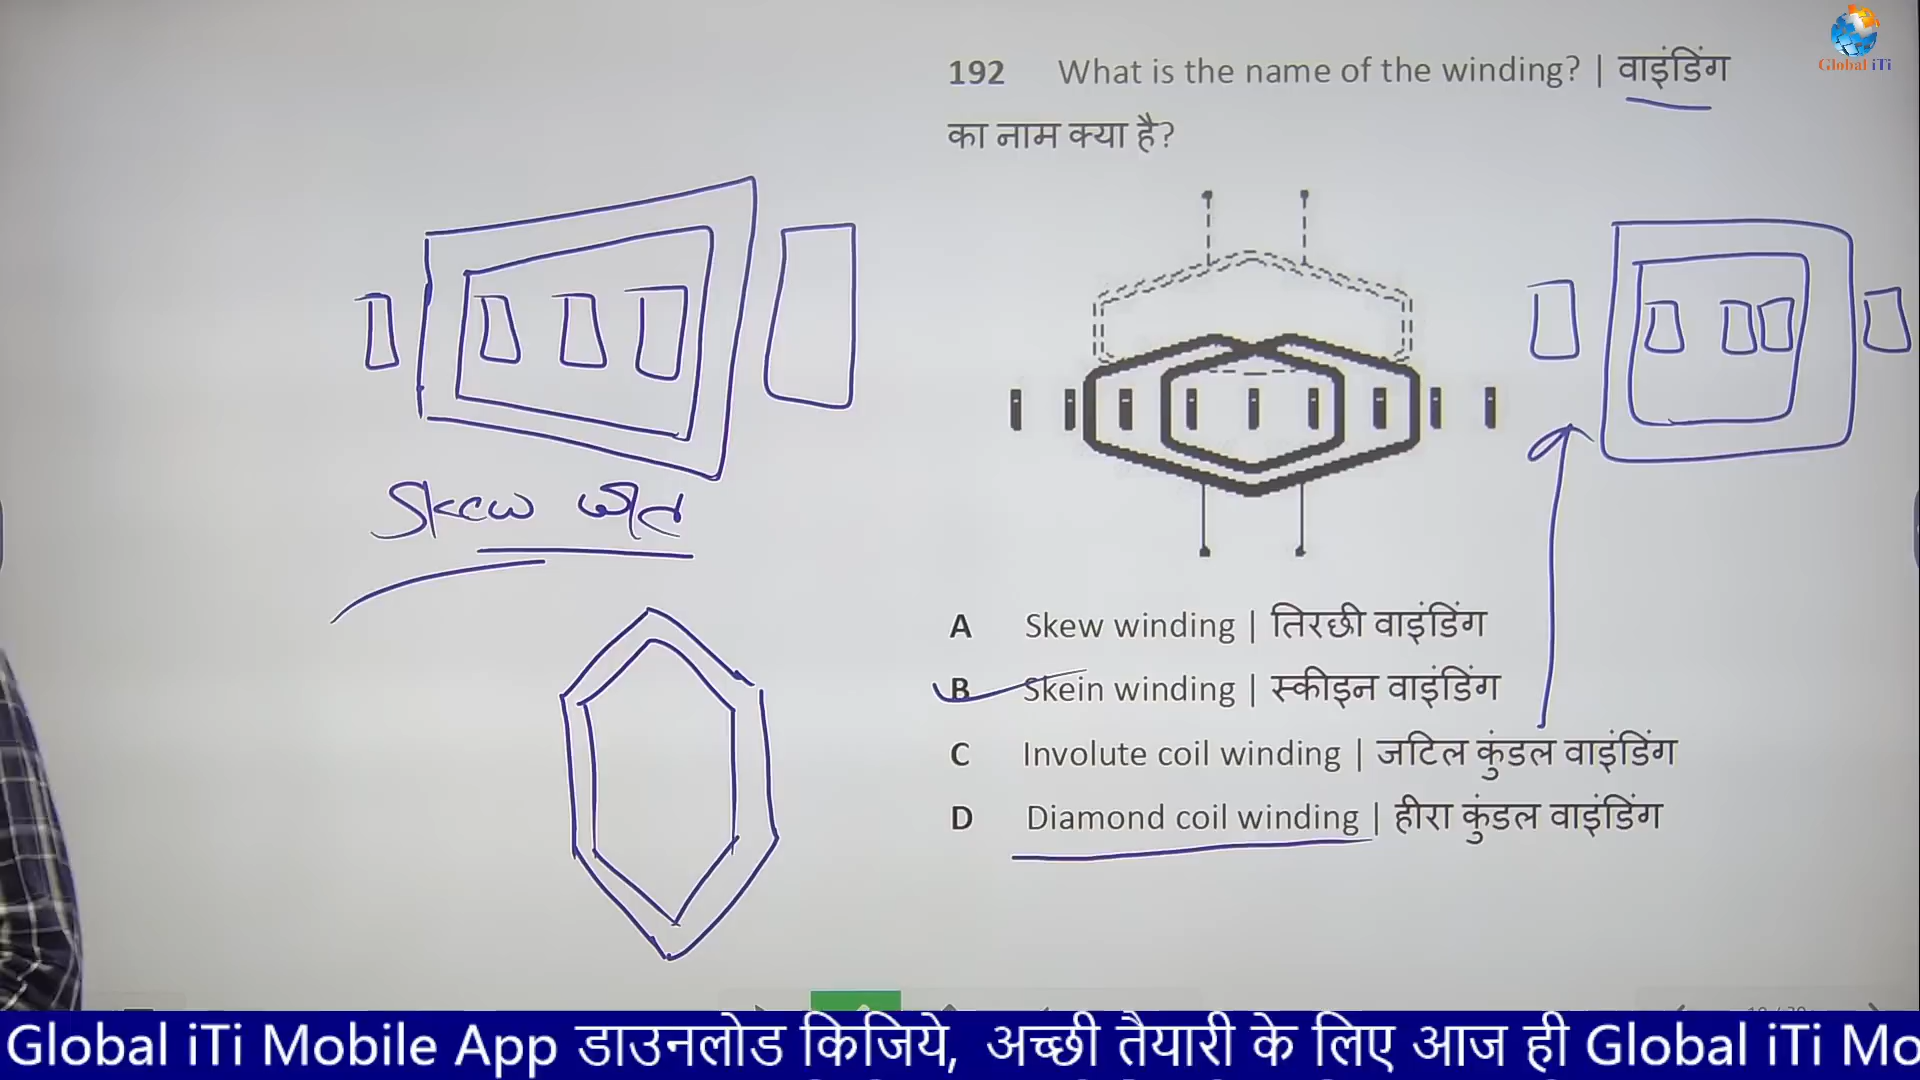 Global iTi
192 What is the name of the winding? | वाइंडिंग
का नाम क्या है?
Skew
A Skew winding | तिरछी वाइंडिंग
B Skein winding | स्कीइन वाइंडिंग
C Involute coil winding | जटिल कुंडल वाइंडिंग
D Diamond coil winding | हीरा कुंडल वाइंडिंग
Global iTi Mobile App डाउनलोड किजिये, अच्छी तैयारी के लिए आज ही Global iTi Mo